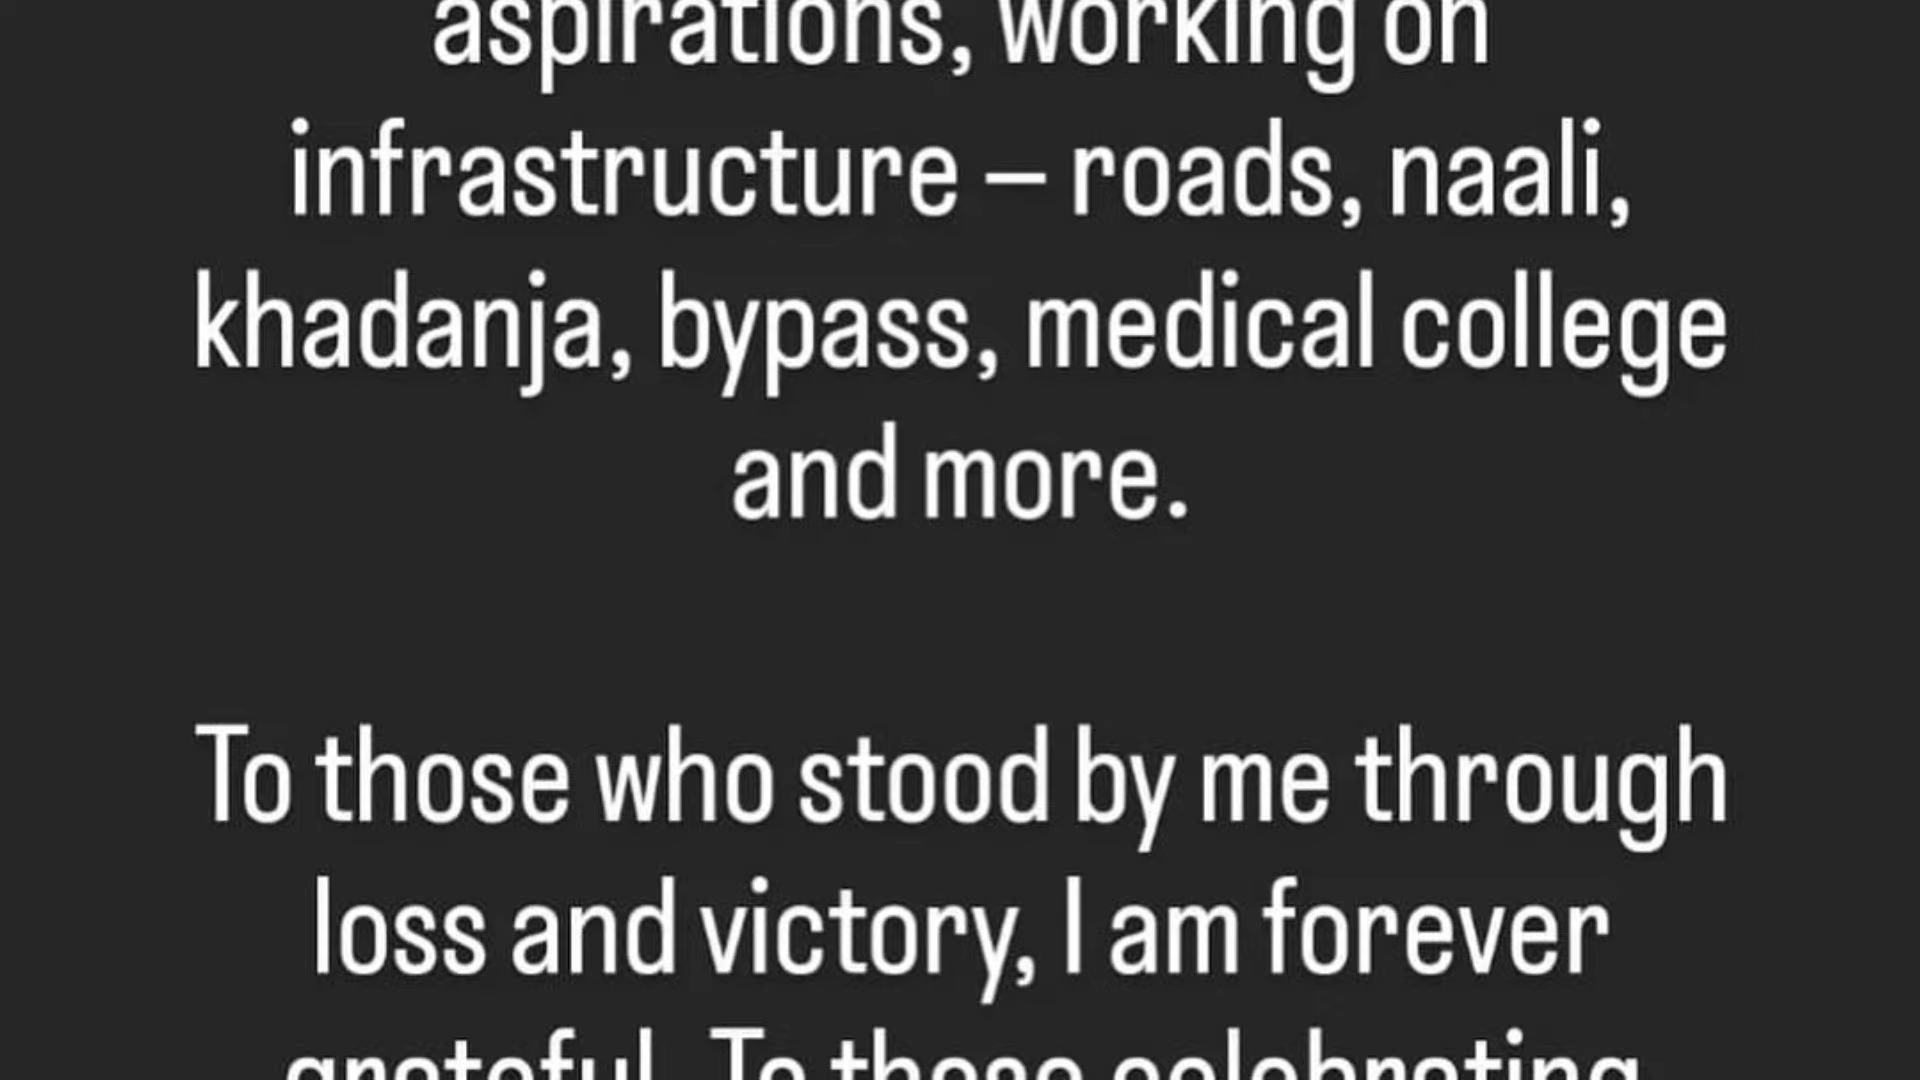 aspirations, working on
infrastructure – roads, naali,
khadanja, bypass, medical college
and more.
To those who stood by me through
loss and victory, I am forever
grateful. To those celebrating